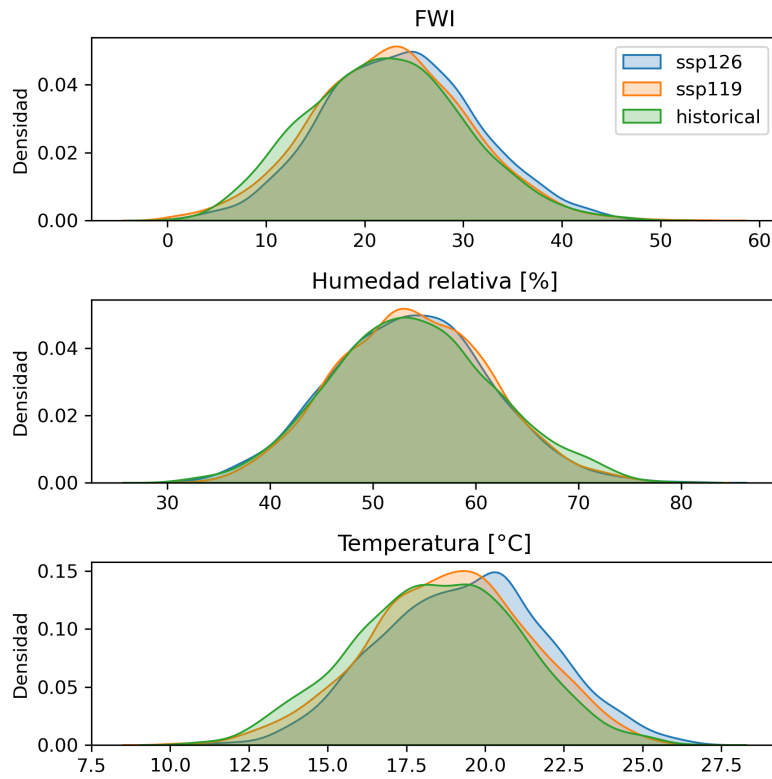 FWI
Densidad
0.04
0.02
0.00
0 10 20 30 40 50 60
ssp126
ssp119
historical
Humedad relativa [%]
Densidad
0.04
0.02
0.00
30 40 50 60 70 80
Temperatura [°C]
Densidad
0.15
0.10
0.05
0.00
7.5 10.0 12.5 15.0 17.5 20.0 22.5 25.0 27.5